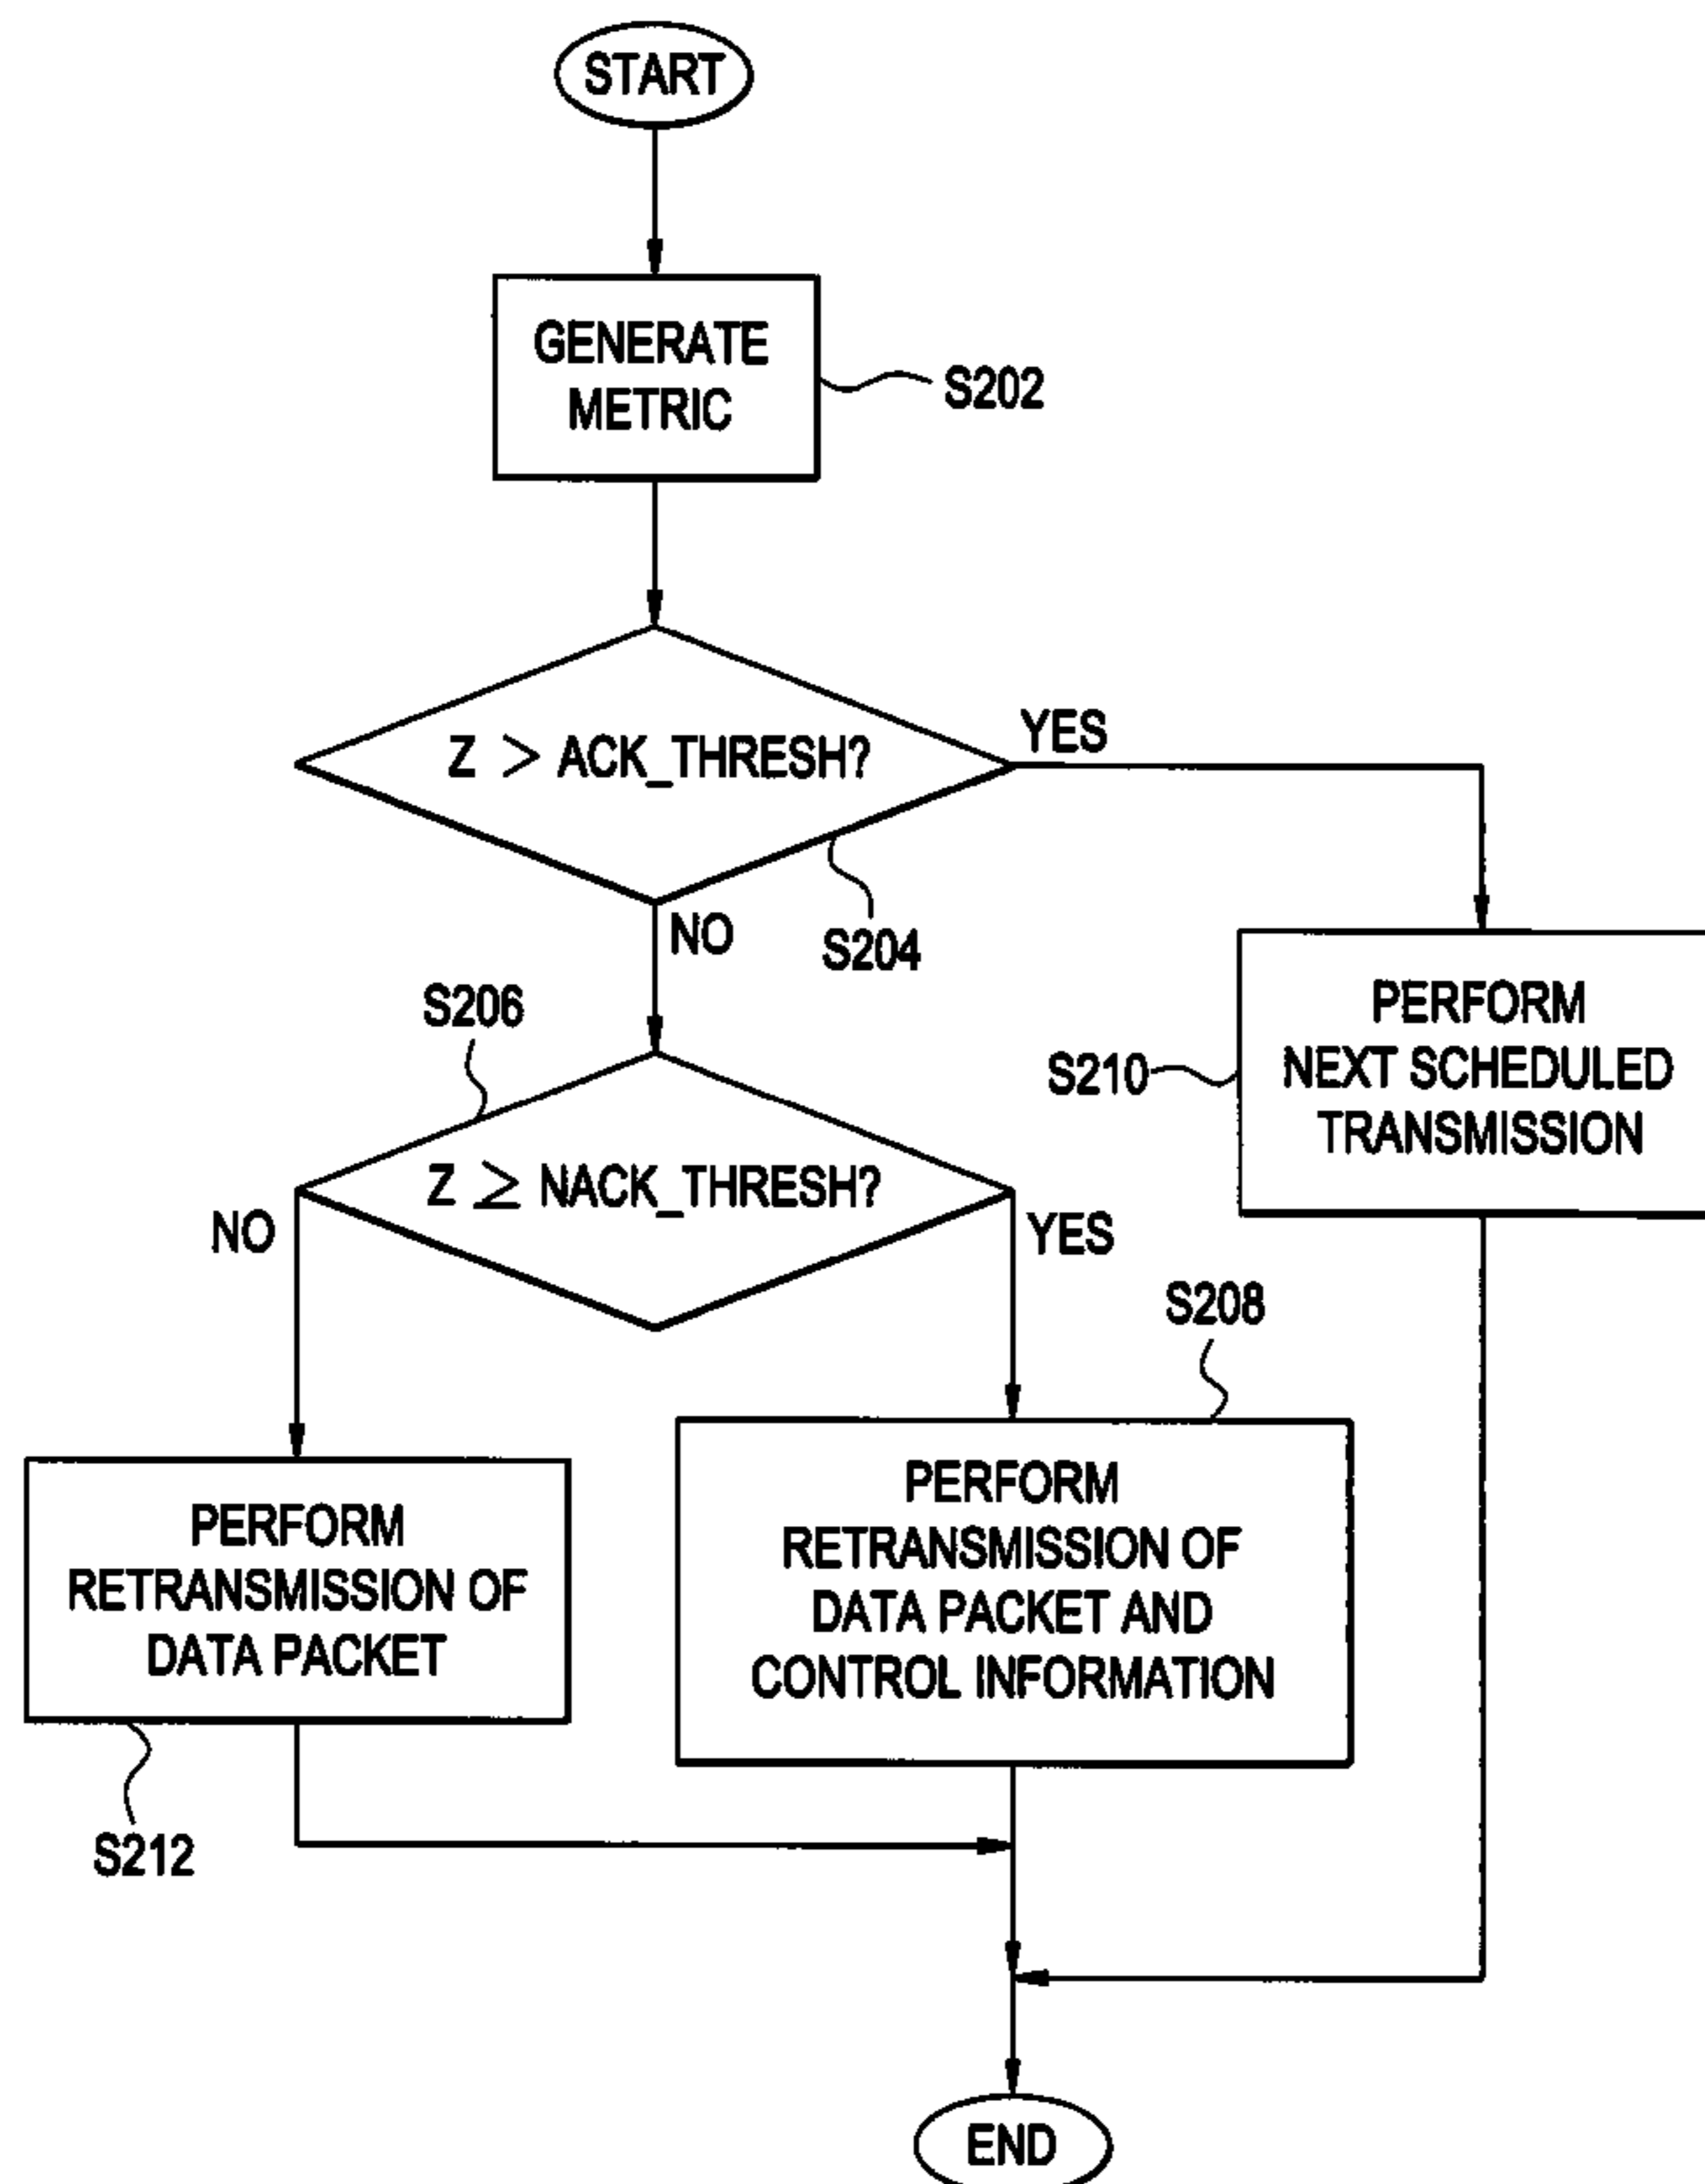 START
GENERATE
METRIC
S202
Z > ACK_THRESH?
YES
NO
S204
S206
PERFORM
NEXT SCHEDULED
TRANSMISSION
S210
Z ≥ NACK_THRESH?
NO
YES
S208
PERFORM
RETRANSMISSION OF
DATA PACKET
PERFORM
RETRANSMISSION OF
DATA PACKET AND
CONTROL INFORMATION
S212
END